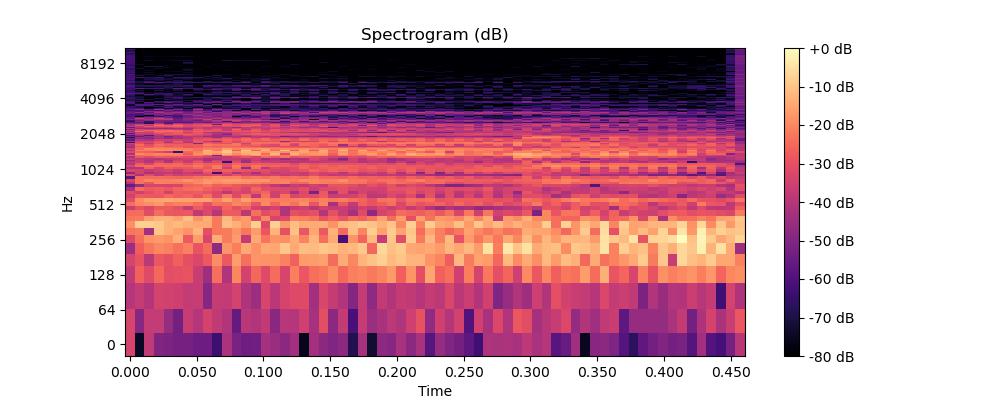 Spectrogram (dB)
8192
4096
2048
1024
512
256
128
64
0
Hz
0.000 0.050 0.100 0.150 0.200 0.250 0.300 0.350 0.400 0.450
Time
+0 dB
-10 dB
-20 dB
-30 dB
-40 dB
-50 dB
-60 dB
-70 dB
-80 dB